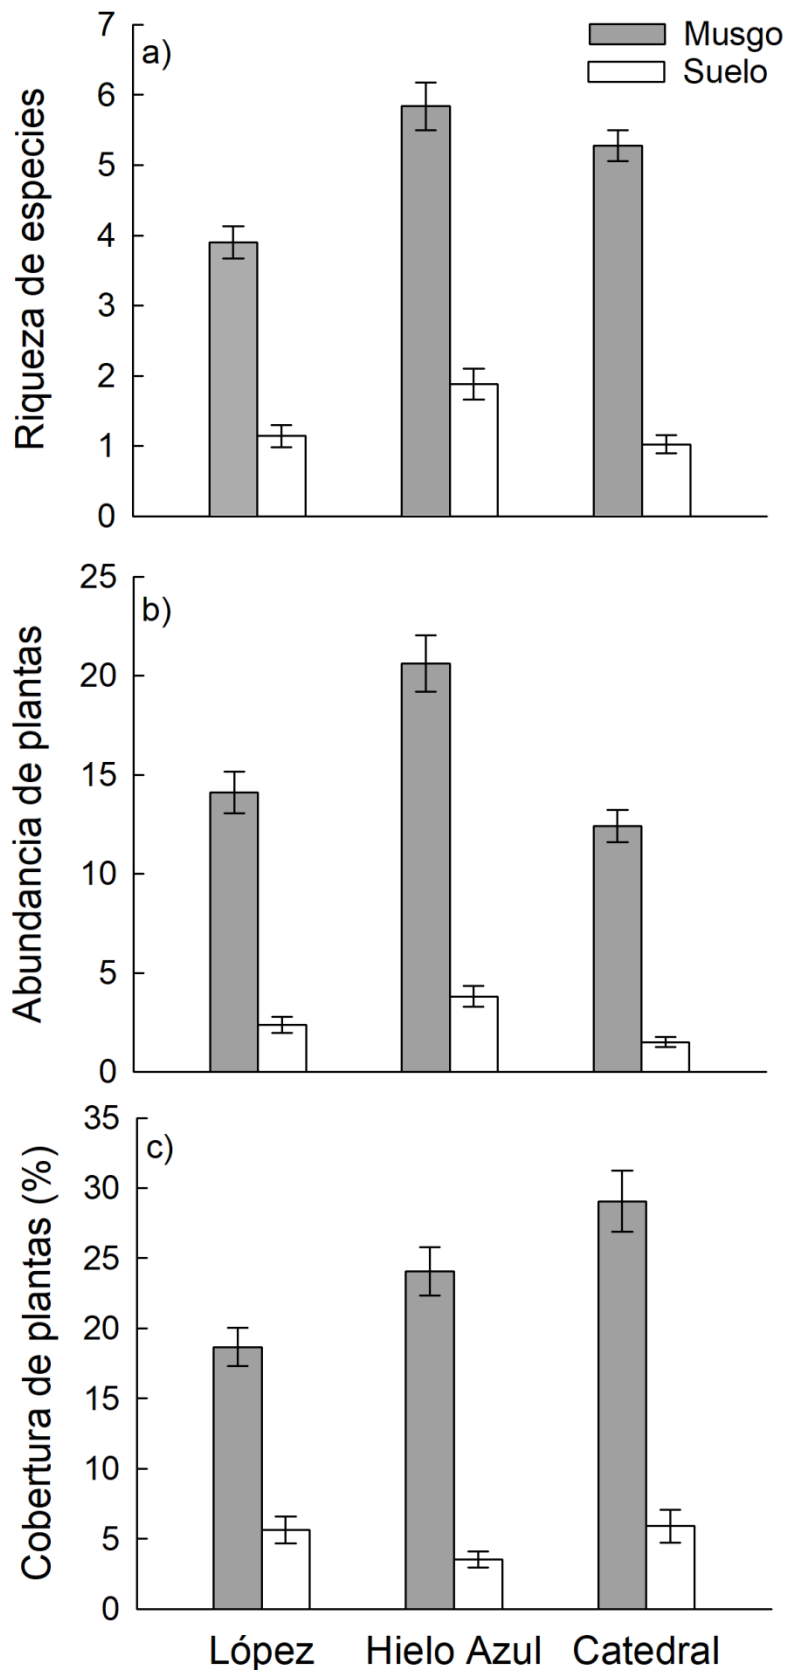 a)
Musgo
Suelo
Riqueza de especies
7
6
5
4
3
2
1
0
b)
Abundancia de plantas
25
20
15
10
5
0
c)
Cobertura de plantas (%)
35
30
25
20
15
10
5
0
López Hielo Azul Catedral